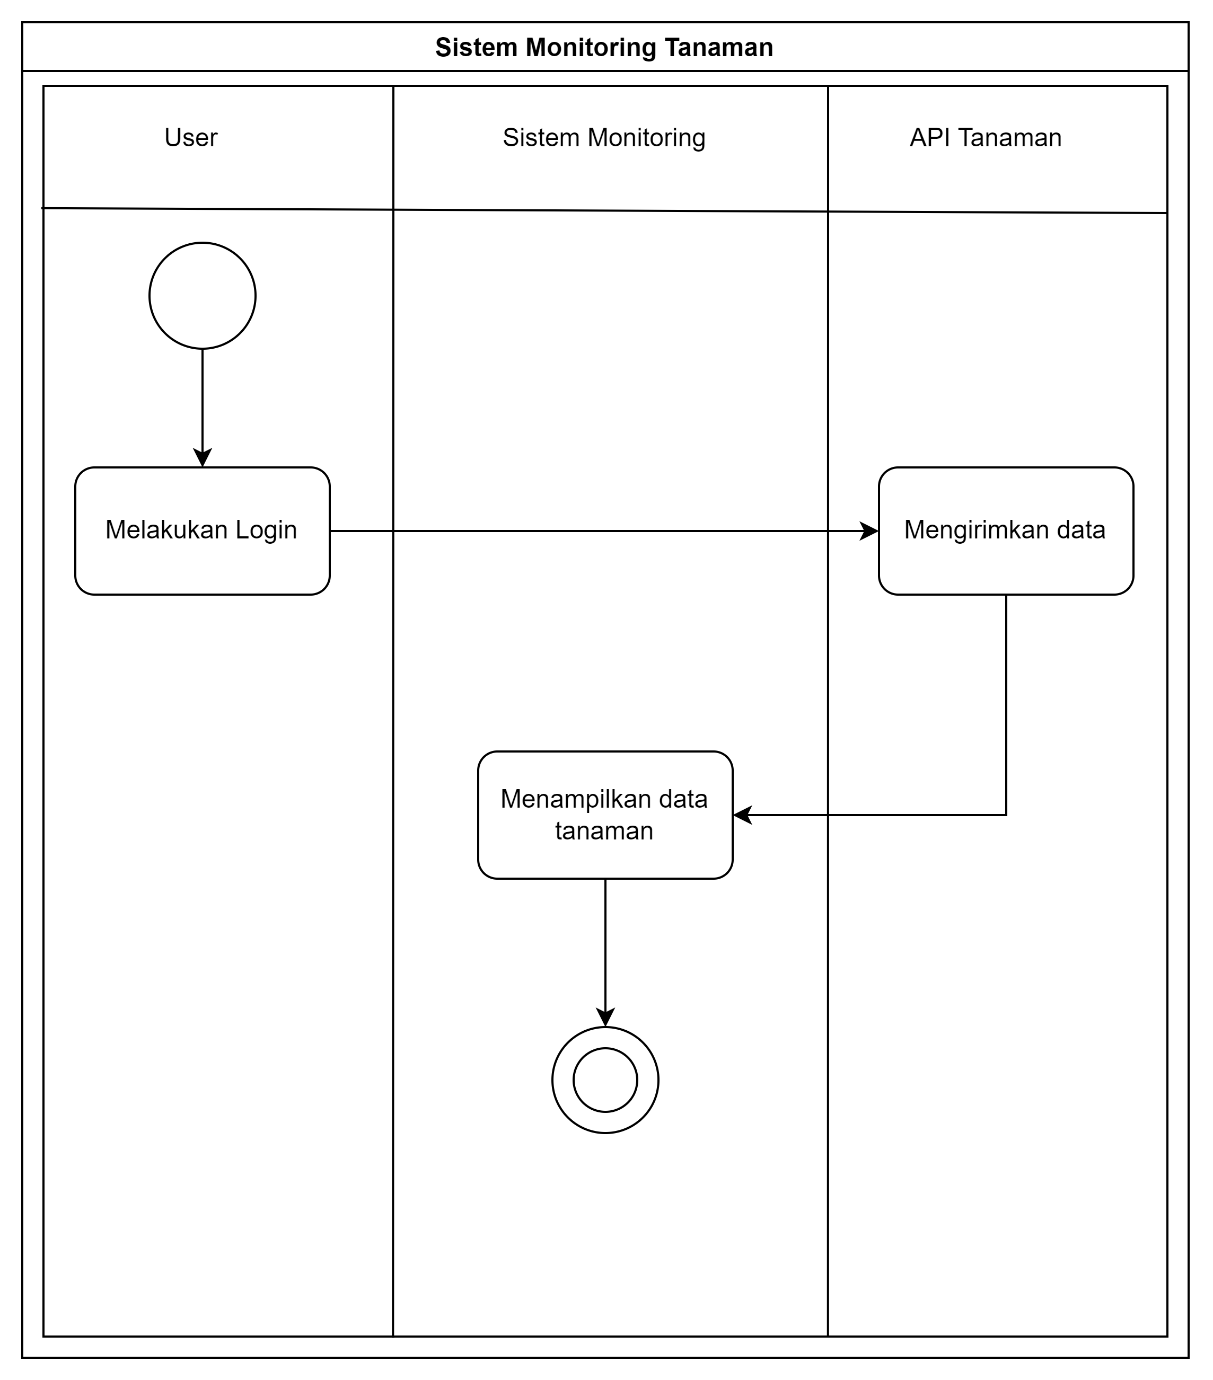 Sistem Monitoring Tanaman
User
Sistem Monitoring
API Tanaman
Melakukan Login
Mengirimkan data
Menampilkan data
tanaman